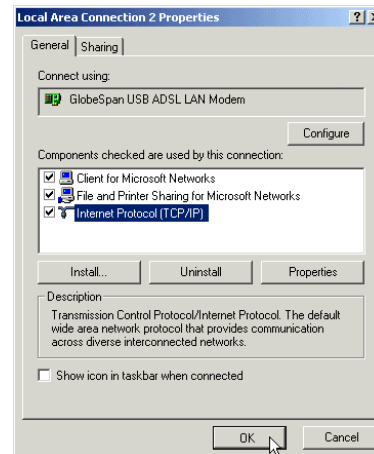 Local Area Connection 2 Properties
General
Sharing
Connect using:
GlobeSpan USB ADSL LAN Modem
Configure
Components checked are used by this connection:
Client for Microsoft Networks
File and Printer Sharing for Microsoft Networks
Internet Protocol (TCP/IP)
Install...
Uninstall
Properties
Description
Transmission Control Protocol/Internet Protocol. The default
wide area network protocol that provides communication
across diverse interconnected networks.
Show icon in taskbar when connected
OK
Cancel